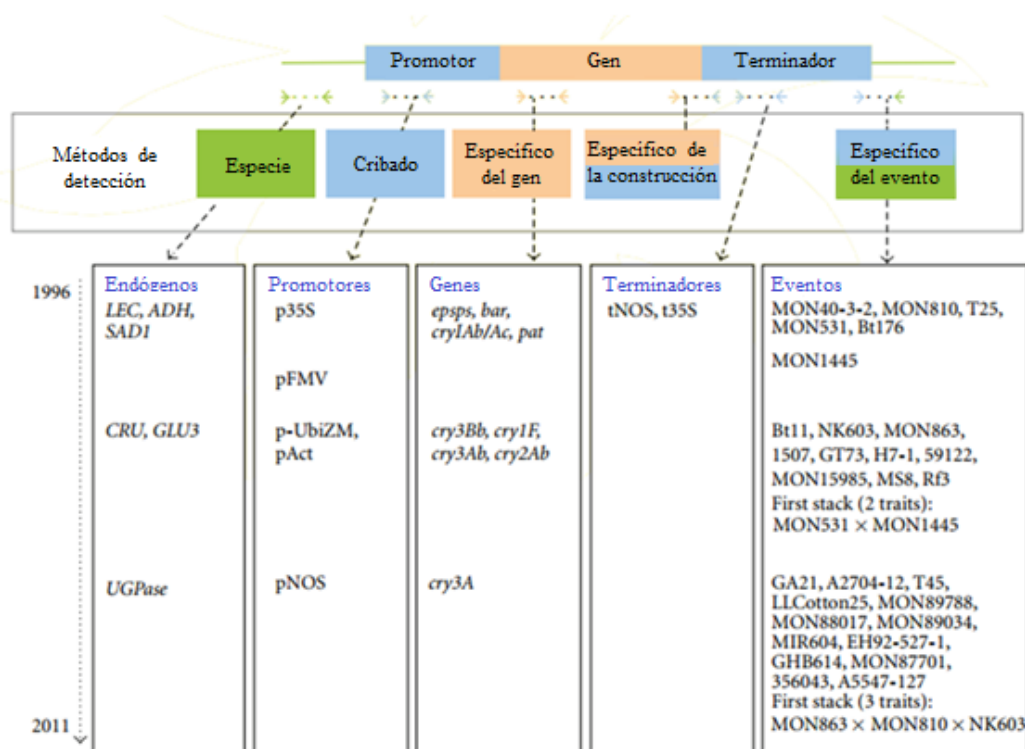 Promotor
Gen
Terminador
Métodos de
detección
Especie
Cribado
Especifico
del gen
Especifico de
la construcción
Especifico
del evento
1996
2011
Endógenos
LEC, ADH,
SAD1
CRU, GLU3
UGPase
Promotores
p35S
pFMV
p-UbiZM,
pAct
pNOS
Genes
epsps, bar,
cryIAb/Ac, pat
cry3Bb, cry1F,
cry3Ab, cry2Ab
cry3A
Terminadores
tNOS, t35S
Eventos
MON40-3-2, MON810, T25,
MON531, Bt176
MON1445
Bt11, NK603, MON863,
1507, GT73, H7-1, 59122,
MON15985, MS8, Rf3
First stack (2 traits):
MON531 × MON1445
GA21, A2704-12, T45,
LLCotton25, MON89788,
MON88017, MON89034,
MIR604, EH92-527-1,
GHB614, MON87701,
356043, A5547-127
First stack (3 traits):
MON863 × MON810 × NK603